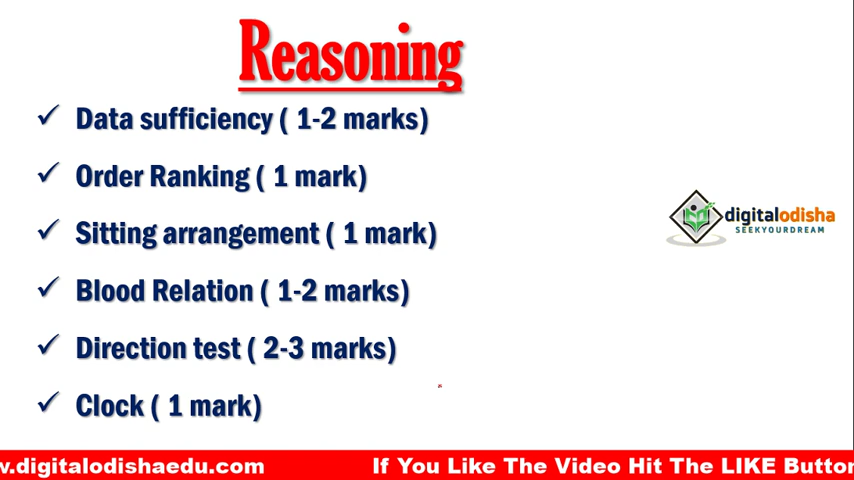 Reasoning
Data sufficiency ( 1-2 marks)
Order Ranking ( 1 mark)
Sitting arrangement ( 1 mark)
digitalodisha
SEEKYOURDREAM
Blood Relation ( 1-2 marks)
Direction test ( 2-3 marks)
Clock ( 1 mark)
w.digitalodishaedu.com If You Like The Video Hit The LIKE Button